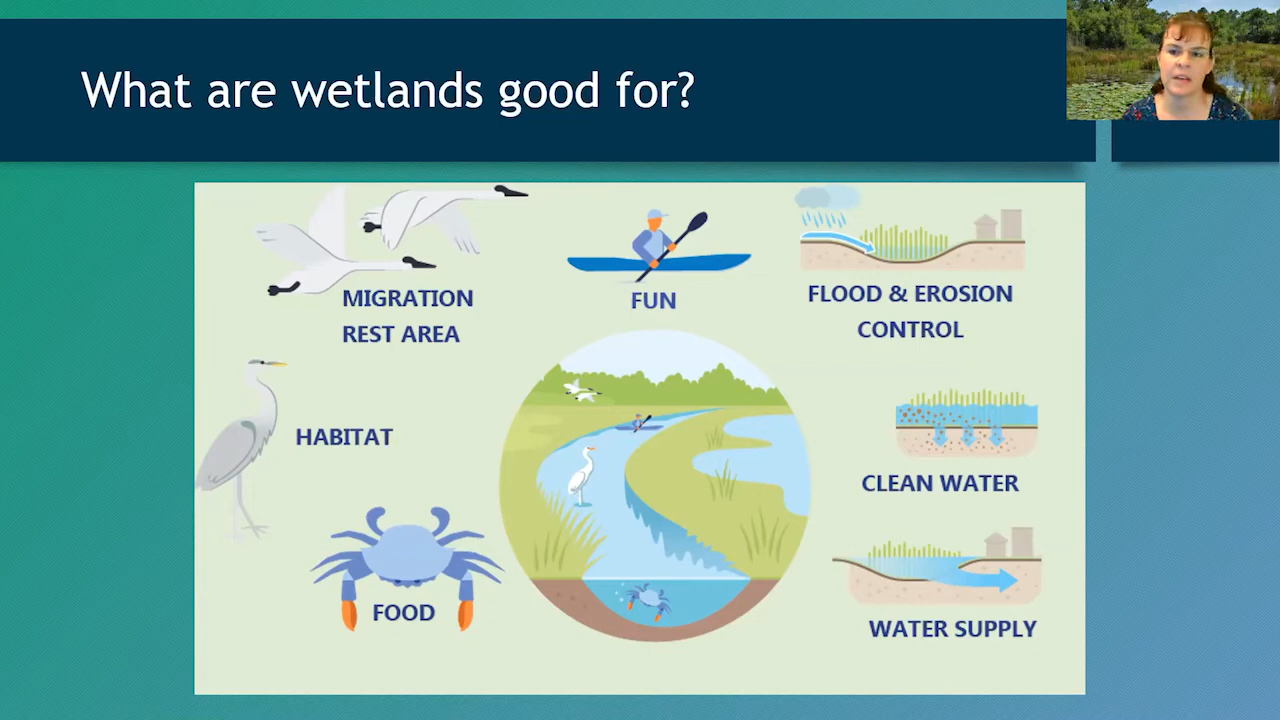 What are wetlands good for?
MIGRATION
REST AREA
FUN
FLOOD & EROSION
CONTROL
HABITAT
CLEAN WATER
FOOD
WATER SUPPLY